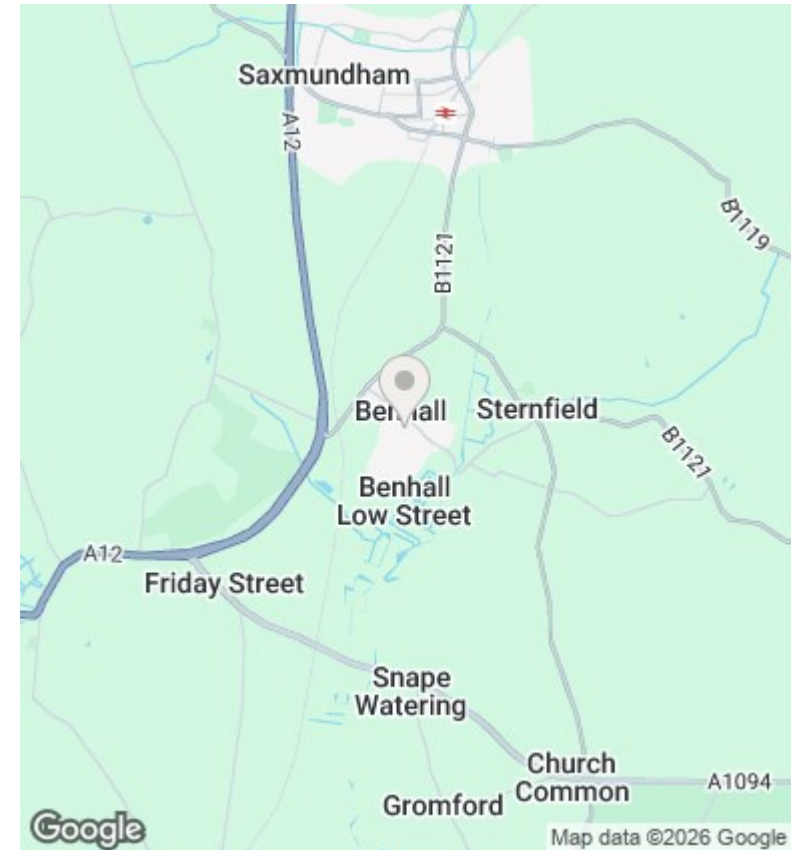 Saxmundham
A12
B1119
B1121
Benhall
Sternfield
B1121
Benhall
Low Street
A12
Friday Street
Snape
Watering
Church
Common
A1094
Gromford
Google
Map data ©2026 Google